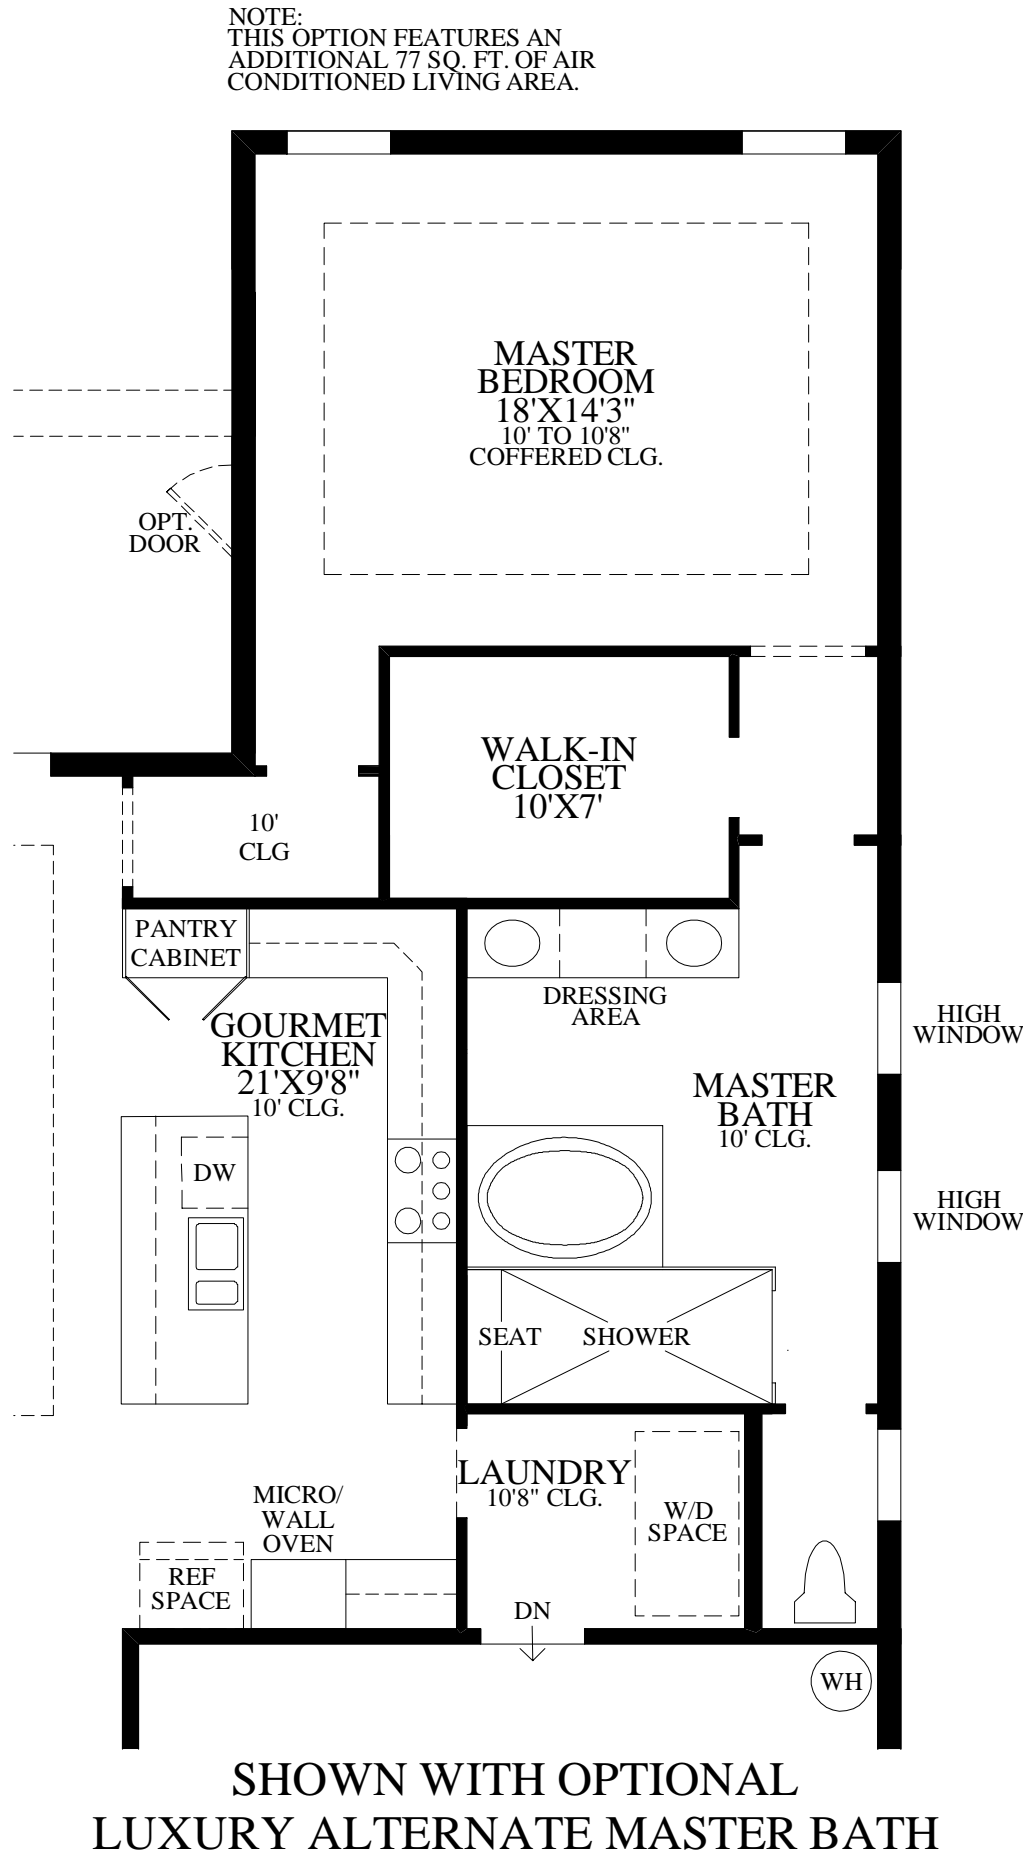 NOTE:
THIS OPTION FEATURES AN
ADDITIONAL 77 SQ. FT. OF AIR
CONDITIONED LIVING AREA.
MASTER
BEDROOM
18'X14'3"
10' TO 10'8"
COFFERED CLG.
OPT.
DOOR
WALK-IN
CLOSET
10'X7'
10'
CLG
PANTRY
CABINET
DRESSING
AREA
HIGH
WINDOW
GOURMET
KITCHEN
21'X9'8"
10' CLG.
MASTER
BATH
10' CLG.
DW
HIGH
WINDOW
SEAT
SHOWER
LAUNDRY
10'8" CLG.
MICRO/
WALL
OVEN
W/D
SPACE
REF
SPACE
DN
WH
SHOWN WITH OPTIONAL
LUXURY ALTERNATE MASTER BATH